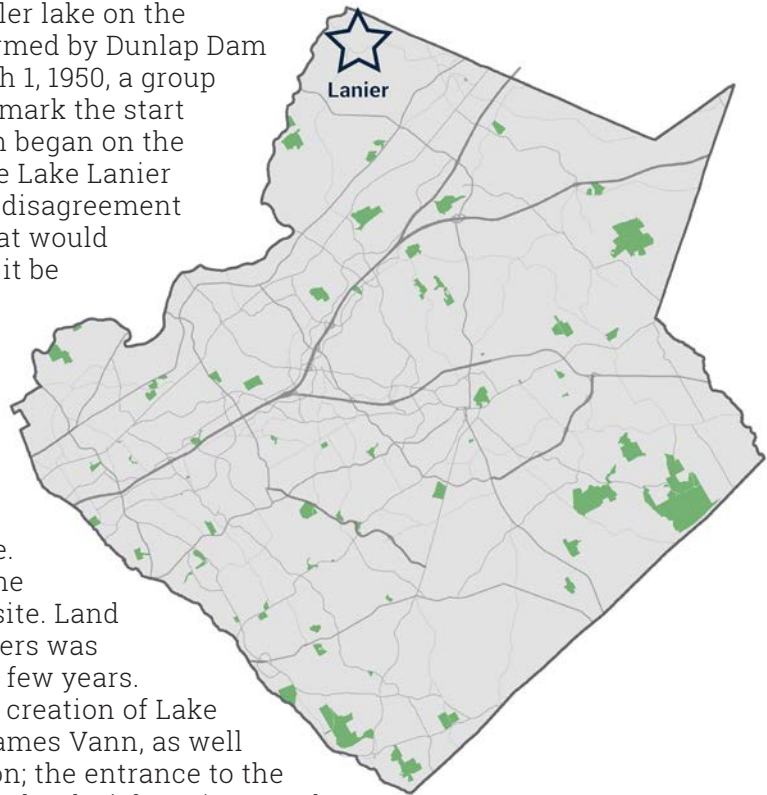 ler lake on the
rmed by Dunlap Dam
h 1, 1950, a group
mark the start
n began on the
e Lake Lanier
disagreement
at would
it be
e.
ne
site. Land
ers was
few years.
creation of Lake
ames Vann, as well
on; the entrance to the
Lanier